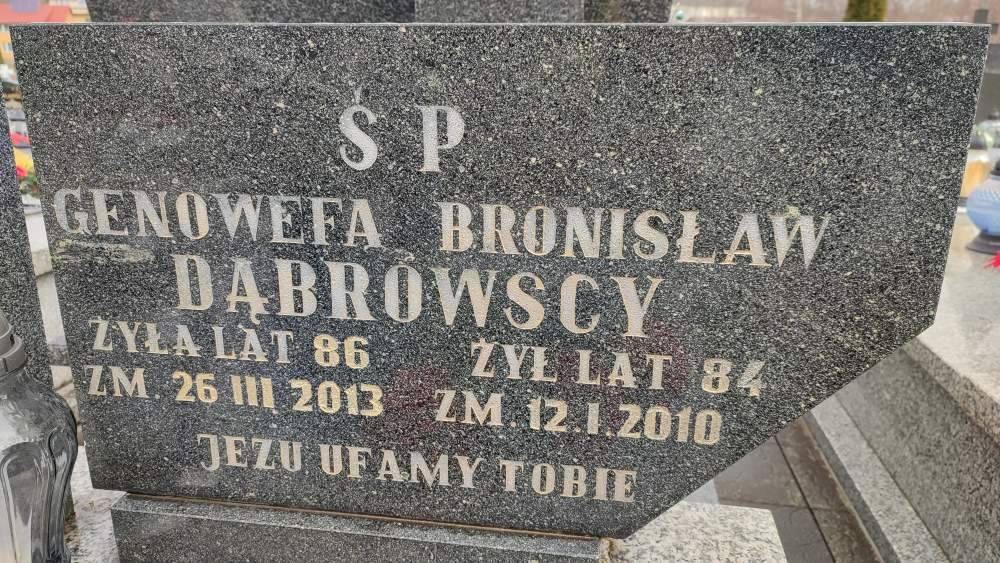 Ś P
GENOWEFA BRONISŁAW
DĄBROWSCY
ŻYŁA LAT 86 ŻYŁ LAT 84
ZM. 26 III 2013 ZM. 12.I.2010
JEZU UFAMY TOBIE